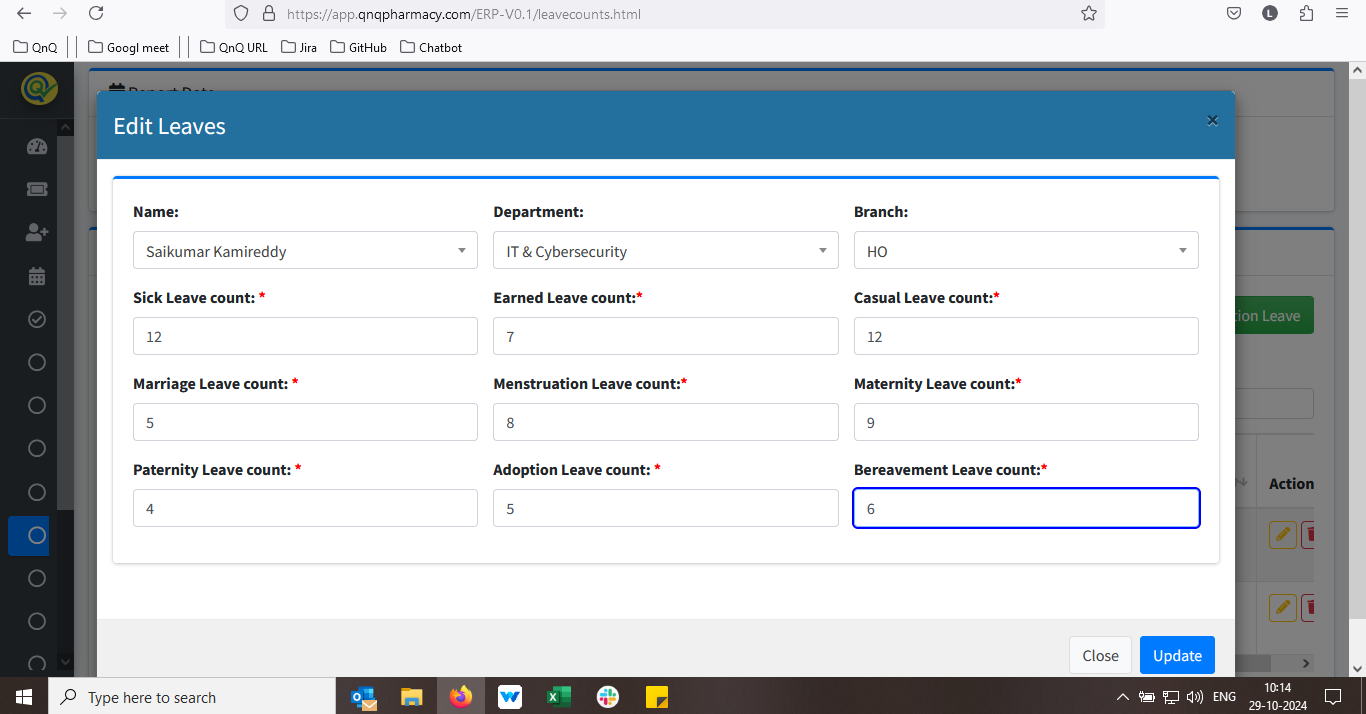 https://app.qnqpharmacy.com/ERP-V0.1/leavecounts.html
L
QnQ
Googl meet
QnQ URL
Jira
GitHub
Chatbot
Edit Leaves
×
Name:
Department:
Branch:
Saikumar Kamireddy
IT & Cybersecurity
HO
Sick Leave count: *
Earned Leave count:*
Casual Leave count:*
12
7
12
tion Leave
Marriage Leave count: *
Menstruation Leave count:*
Maternity Leave count:*
5
8
9
Paternity Leave count: *
Adoption Leave count: *
Bereavement Leave count:*
Action
4
5
6
Close
Update
Type here to search
ENG
10:14
29-10-2024